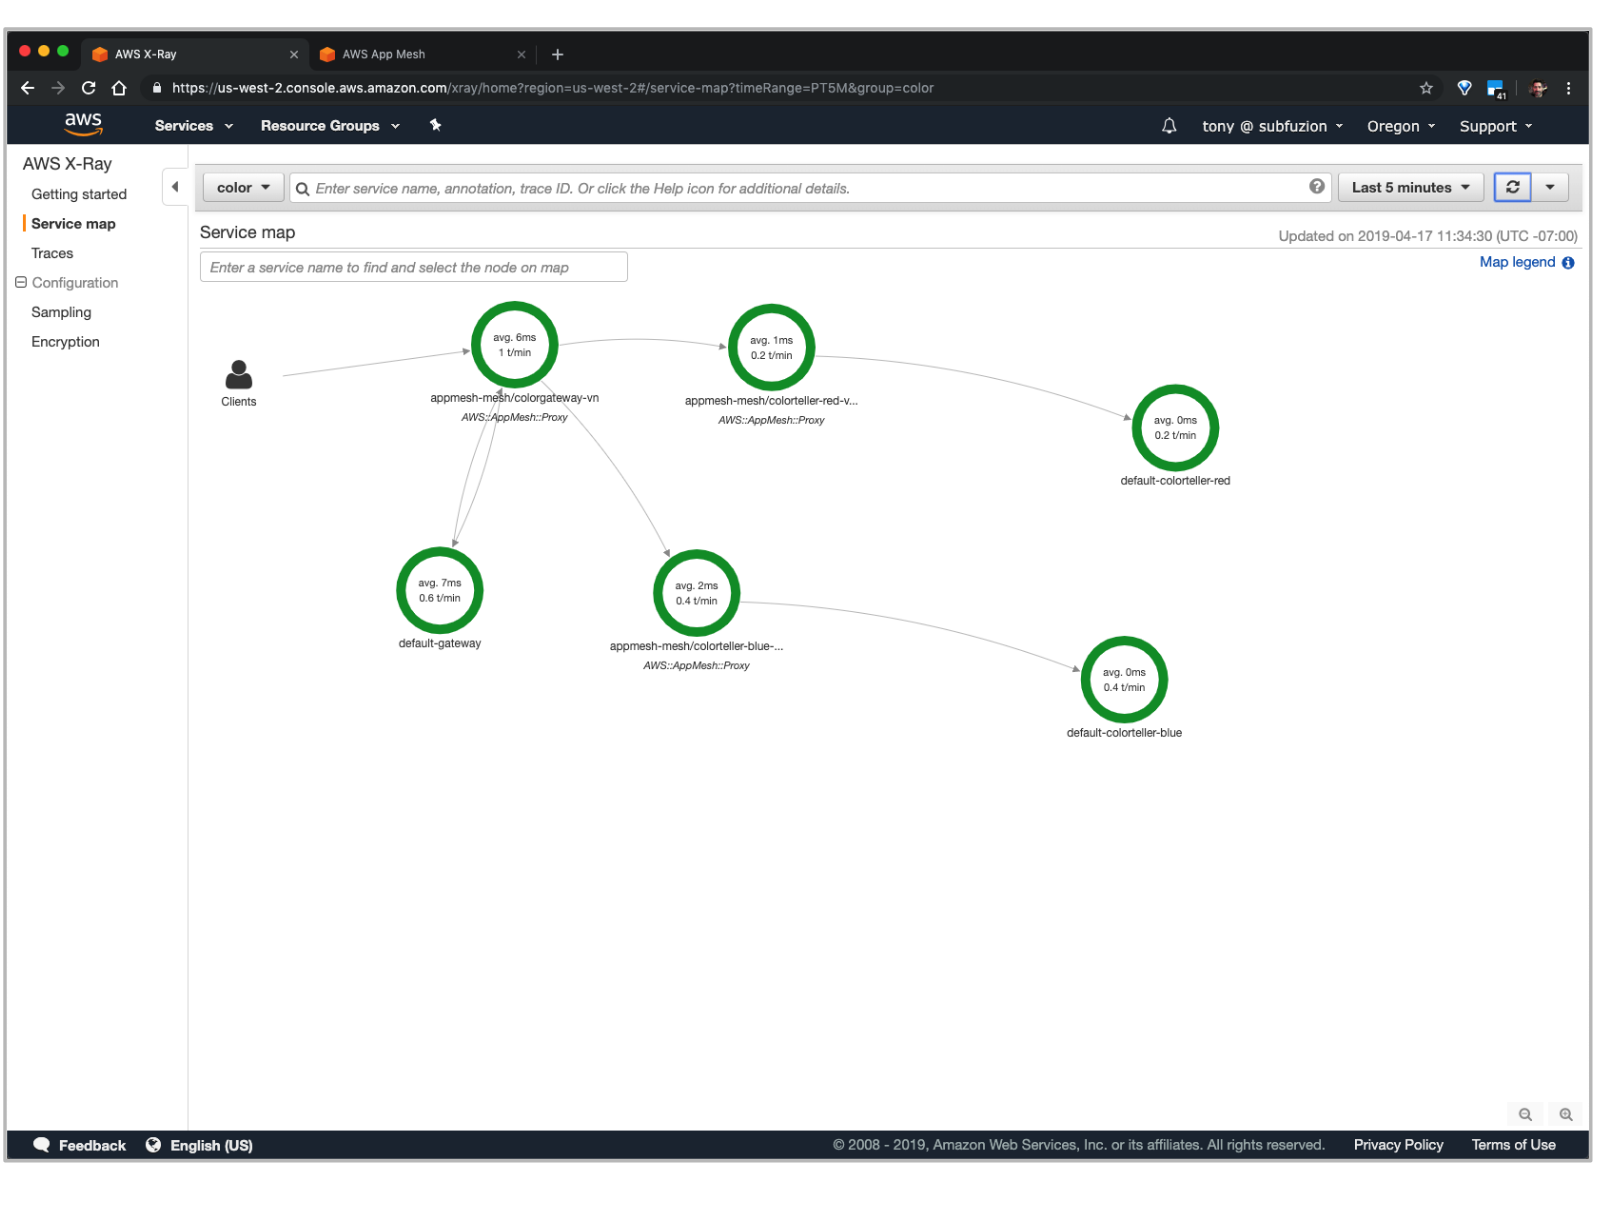 AWS X-Ray
AWS App Mesh
https://us-west-2.console.aws.amazon.com/xray/home?region=us-west-2#/service-map?timeRange=PT5M&group=color
41
aws
Services
Resource Groups
tony @ subfuzion
Oregon
Support
AWS X-Ray
Getting started
Service map
Traces
Configuration
Sampling
Encryption
color
Enter service name, annotation, trace ID. Or click the Help icon for additional details.
Last 5 minutes
Service map
Updated on 2019-04-17 11:34:30 (UTC -07:00)
Enter a service name to find and select the node on map
Map legend
Clients
avg. 6ms
1 t/min
appmesh-mesh/colorgateway-vn
AWS::AppMesh::Proxy
avg. 1ms
0.2 t/min
appmesh-mesh/colorteller-red-v...
AWS::AppMesh::Proxy
avg. 0ms
0.2 t/min
default-colorteller-red
avg. 7ms
0.6 t/min
default-gateway
avg. 2ms
0.4 t/min
appmesh-mesh/colorteller-blue-...
AWS::AppMesh::Proxy
avg. 0ms
0.4 t/min
default-colorteller-blue
Feedback
English (US)
© 2008 - 2019, Amazon Web Services, Inc. or its affiliates. All rights reserved.
Privacy Policy
Terms of Use